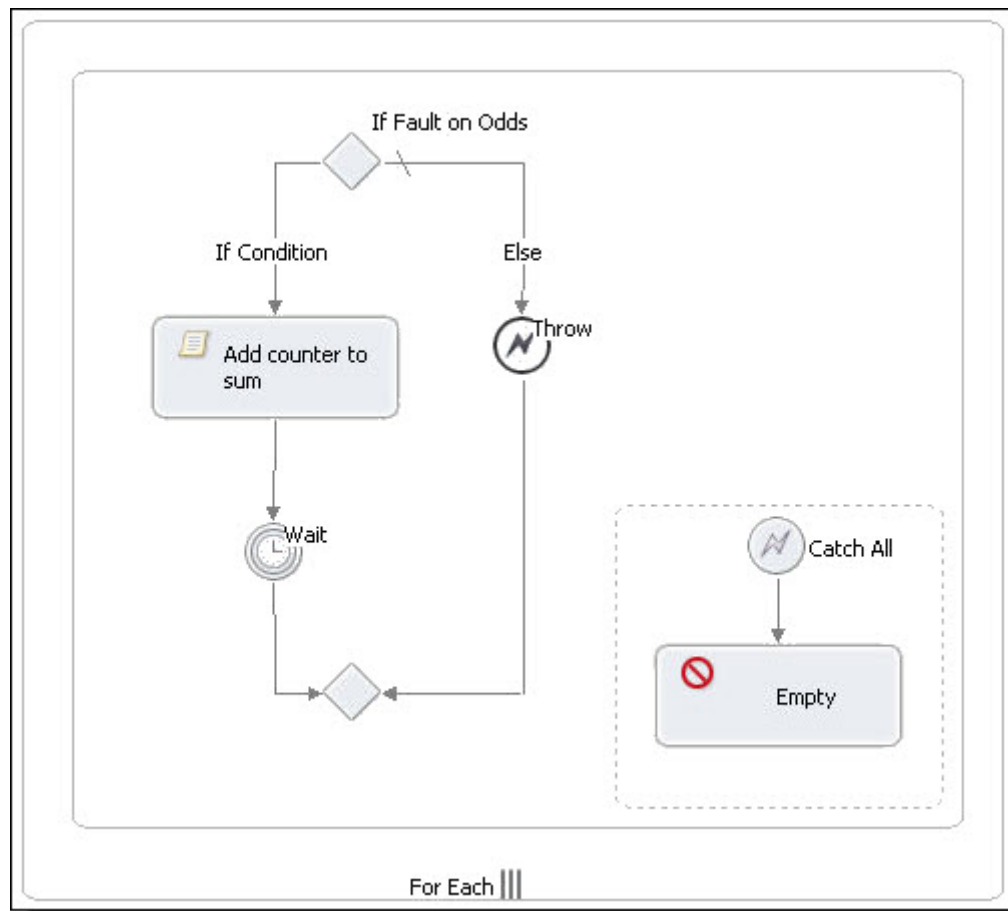 If Fault on Odds
If Condition
Else
Throw
Add counter to
sum
Wait
Catch All
Empty
For Each